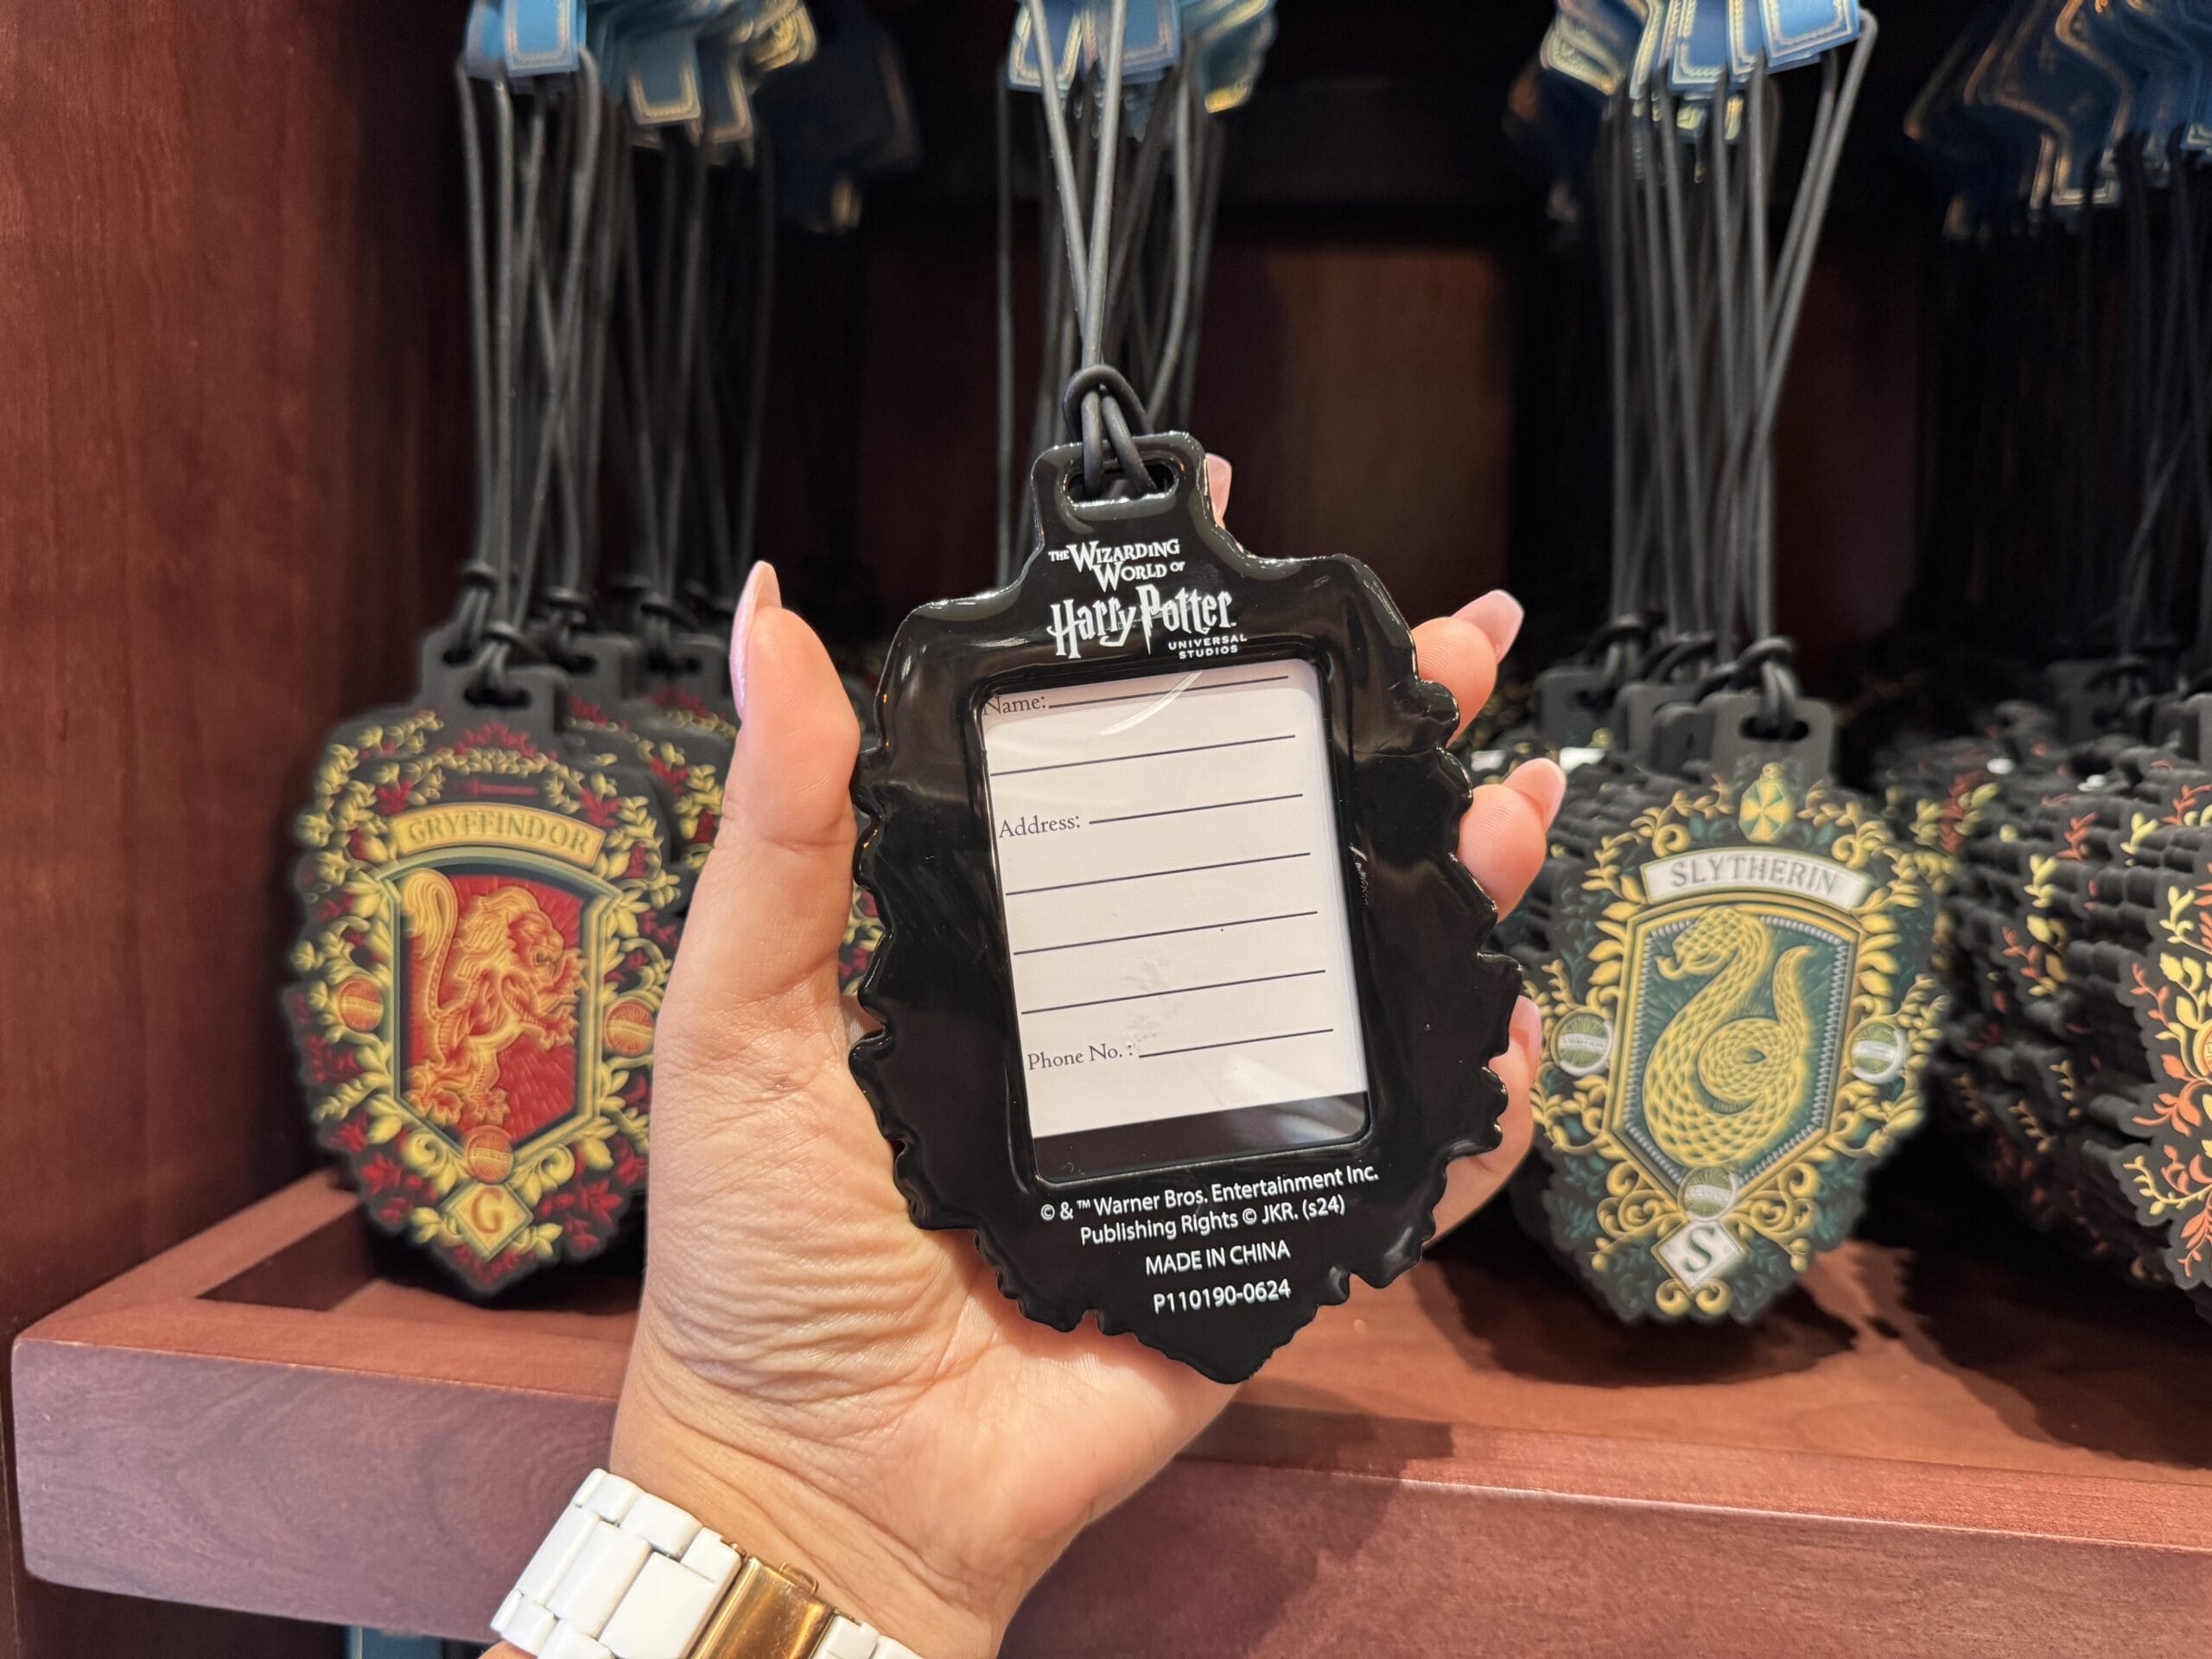 THE WIZARDING
WORLD OF
Harry Potter
UNIVERSAL
STUDIOS
Name:
Address:
Phone No. :
© & ™ Warner Bros. Entertainment Inc.
Publishing Rights © JKR. (s24)
MADE IN CHINA
P110190-0624
GRYFFINDOR
G
SLYTHERIN
S